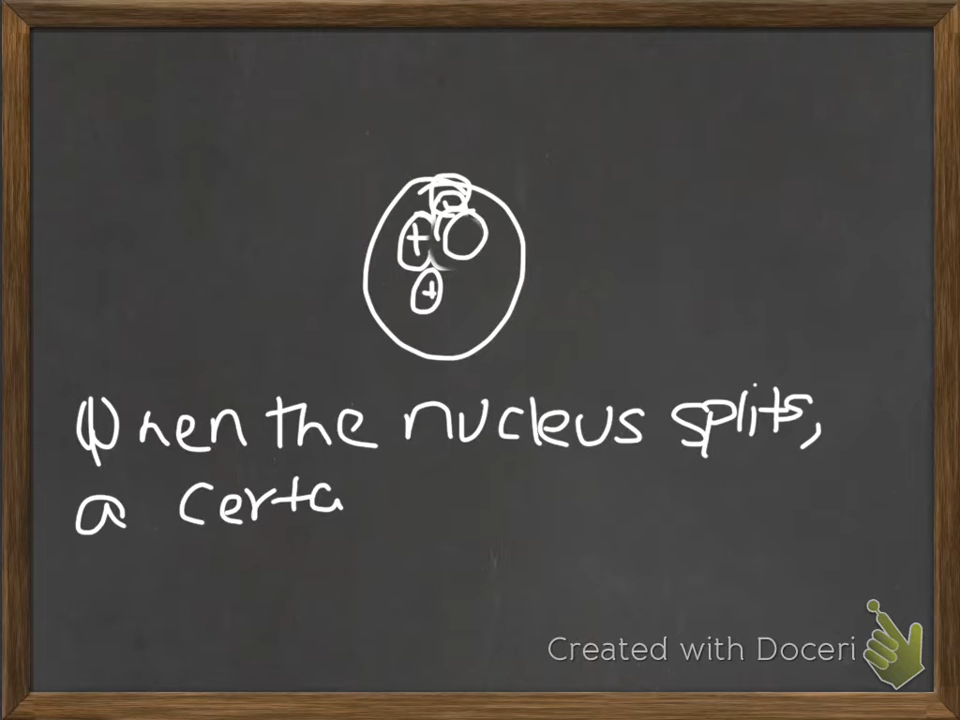 +
+
When the nucleus splits,
a certa
Created with Doceri